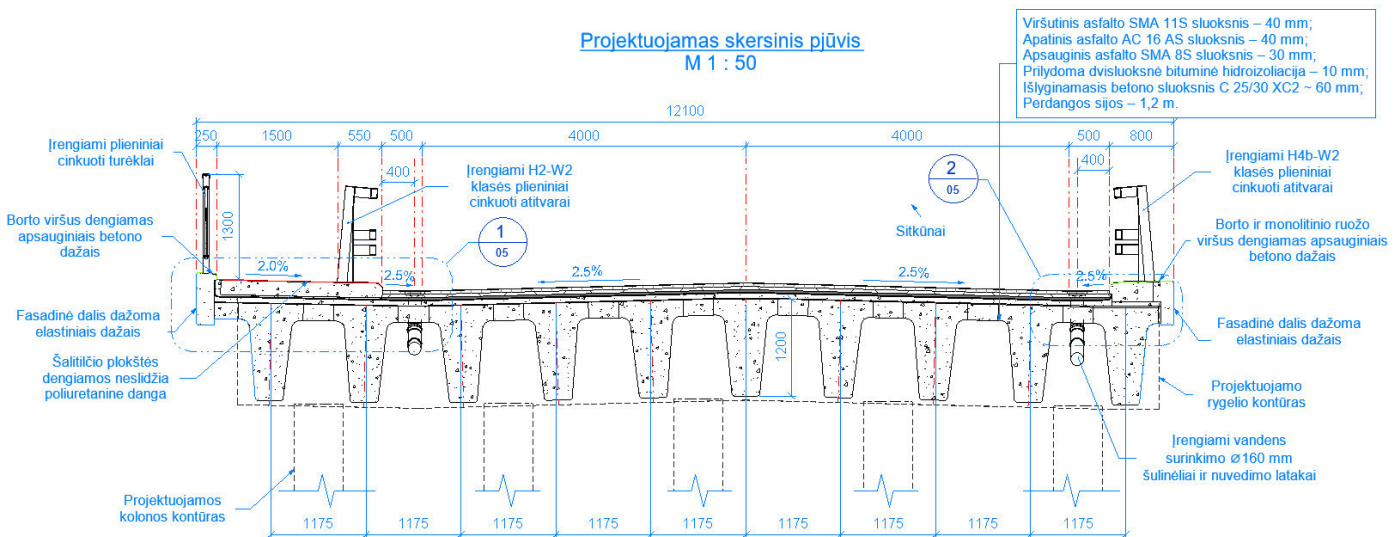 Projektuojamas skersinis pjūvis
M 1 : 50
Viršutinis asfalto SMA 11S sluoksnis – 40 mm;
Apatinis asfalto AC 16 AS sluoksnis – 40 mm;
Apsauginis asfalto SMA 8S sluoksnis – 30 mm;
Prilydoma dvisluoksnė bituminė hidroizoliacija – 10 mm;
Išlyginamasis betono sluoksnis C 25/30 XC2 ~ 60 mm;
Perdangos sijos – 1,2 m.
12100
250
1500
550
500
4000
4000
500
800
400
400
Įrengiami plieniniai
cinkuoti turėklai
Įrengiami H2-W2
klasės plieniniai
cinkuoti atitvarai
Įrengiami H4b-W2
klasės plieniniai
cinkuoti atitvarai
1300
1
05
2
05
Sitkūnai
Borto viršus dengiamas
apsauginiais betono
dažais
Borto ir monolitinio ruožo
viršus dengiamas apsauginiais
betono dažais
2.0%
2.5%
2.5%
2.5%
2.5%
Fasadinė dalis dažoma
elastiniais dažais
Fasadinė dalis dažoma
elastiniais dažais
1200
Šalitilčio plokštės
dengiamos neslidžia
poliuretanine danga
Projektuojamo
rygelio kontūras
Įrengiami vandens
surinkimo ⌀160 mm
šulinėliai ir nuvedimo latakai
Projektuojamos
kolonos kontūras
1175
1175
1175
1175
1175
1175
1175
1175
1175